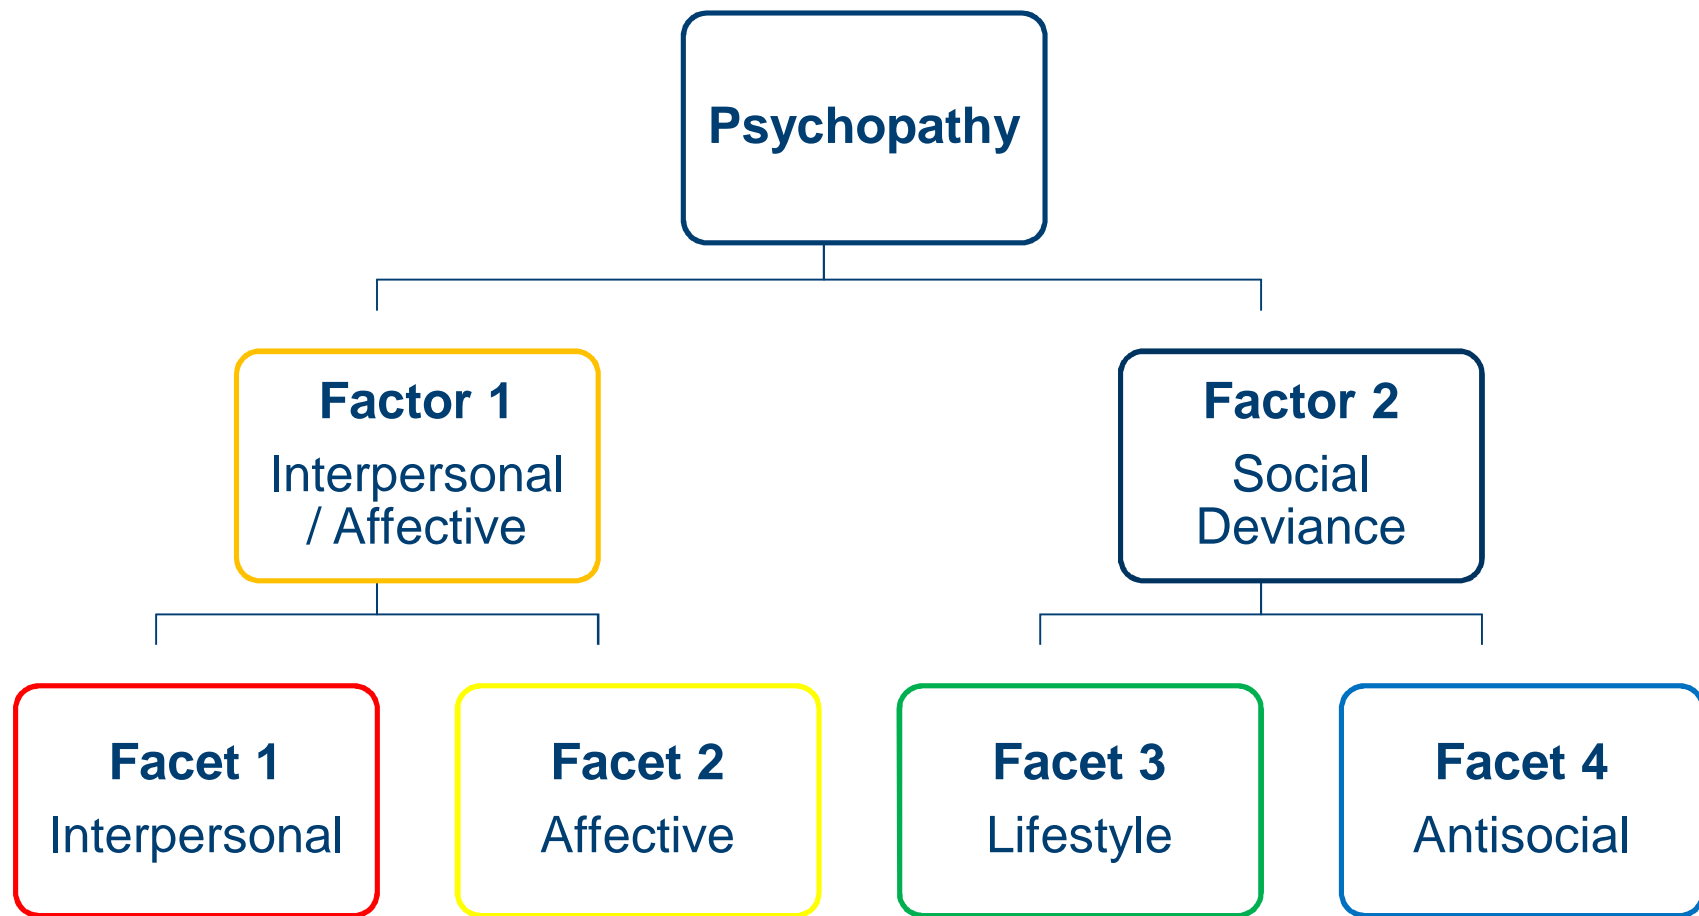 Psychopathy
Factor 1
Interpersonal
/ Affective
Factor 2
Social
Deviance
Facet 1
Interpersonal
Facet 2
Affective
Facet 3
Lifestyle
Facet 4
Antisocial